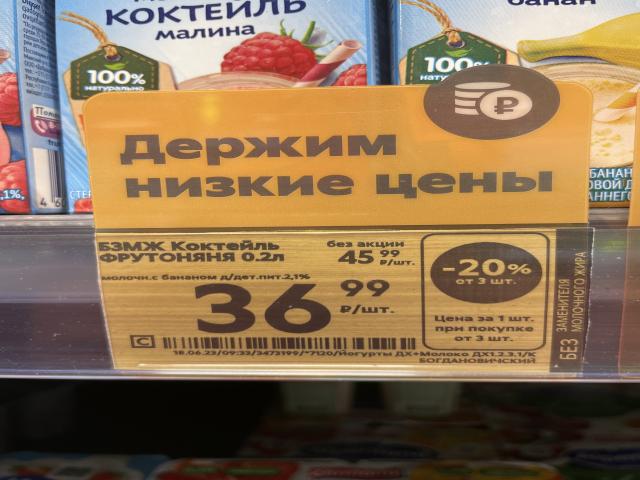 КОКТЕЙЛЬ
малина
100%
натурально
банан
100%
Держим
низкие цены
БЗМЖ Коктейль
ФРУТОНЯНЯ 0.2л
молочн.с бананом д/дет.пит.2,1%
без акции
45 99
₽/шт.
36 99
₽/шт.
-20%
от 3 шт.
Цена за 1 шт.
при покупке
от 3 шт.
БЕЗ ЗАМЕНИТЕЛЯ
МОЛОЧНОГО ЖИРА
С
18.06.23/09:33/3473199/*7120/Йогурты ДХ+Молоко ДХ1.2.3.1/К
БОГДАНОВИЧСКИЙ